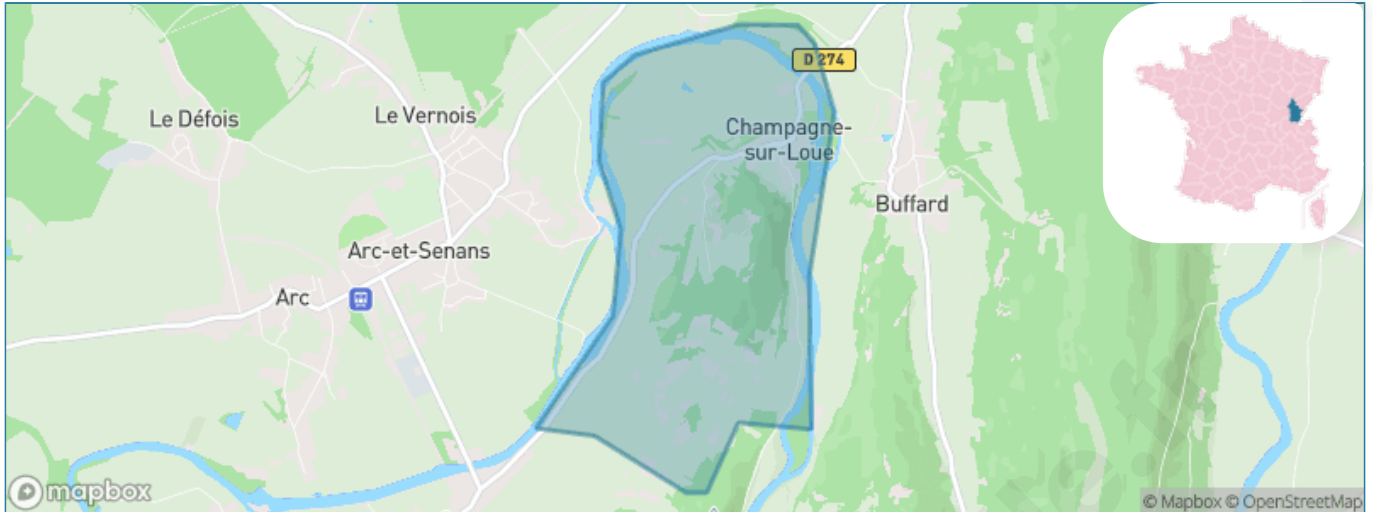 D 274
Le Défois
Le Vernois
Champagne-
sur-Loue
Buffard
Arc-et-Senans
Arc
mapbox
© Mapbox © OpenStreetMap